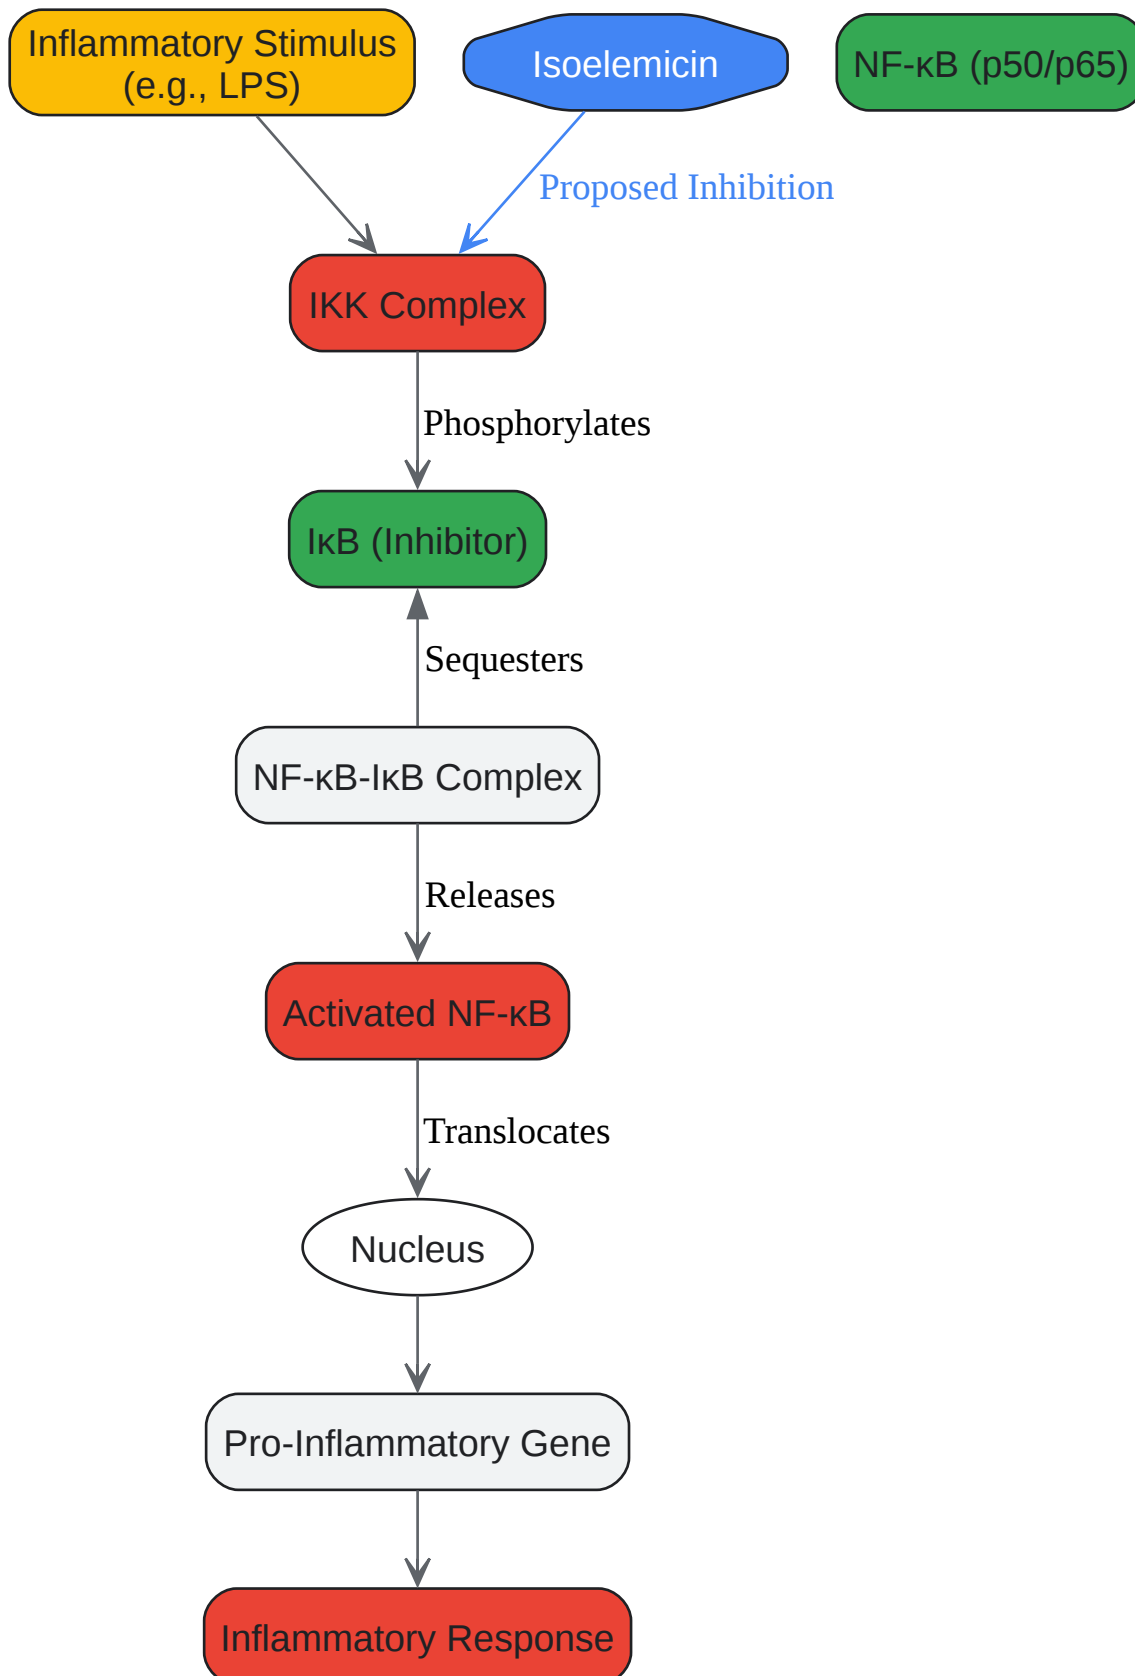 Inflammatory Stimulus
(e.g., LPS)
Isoelemicin
NF-κB (p50/p65)
Proposed Inhibition
IKK Complex
Phosphorylates
IκB (Inhibitor)
Sequesters
NF-κB-IκB Complex
Releases
Activated NF-κB
Translocates
Nucleus
Pro-Inflammatory Gene
Inflammatory Response